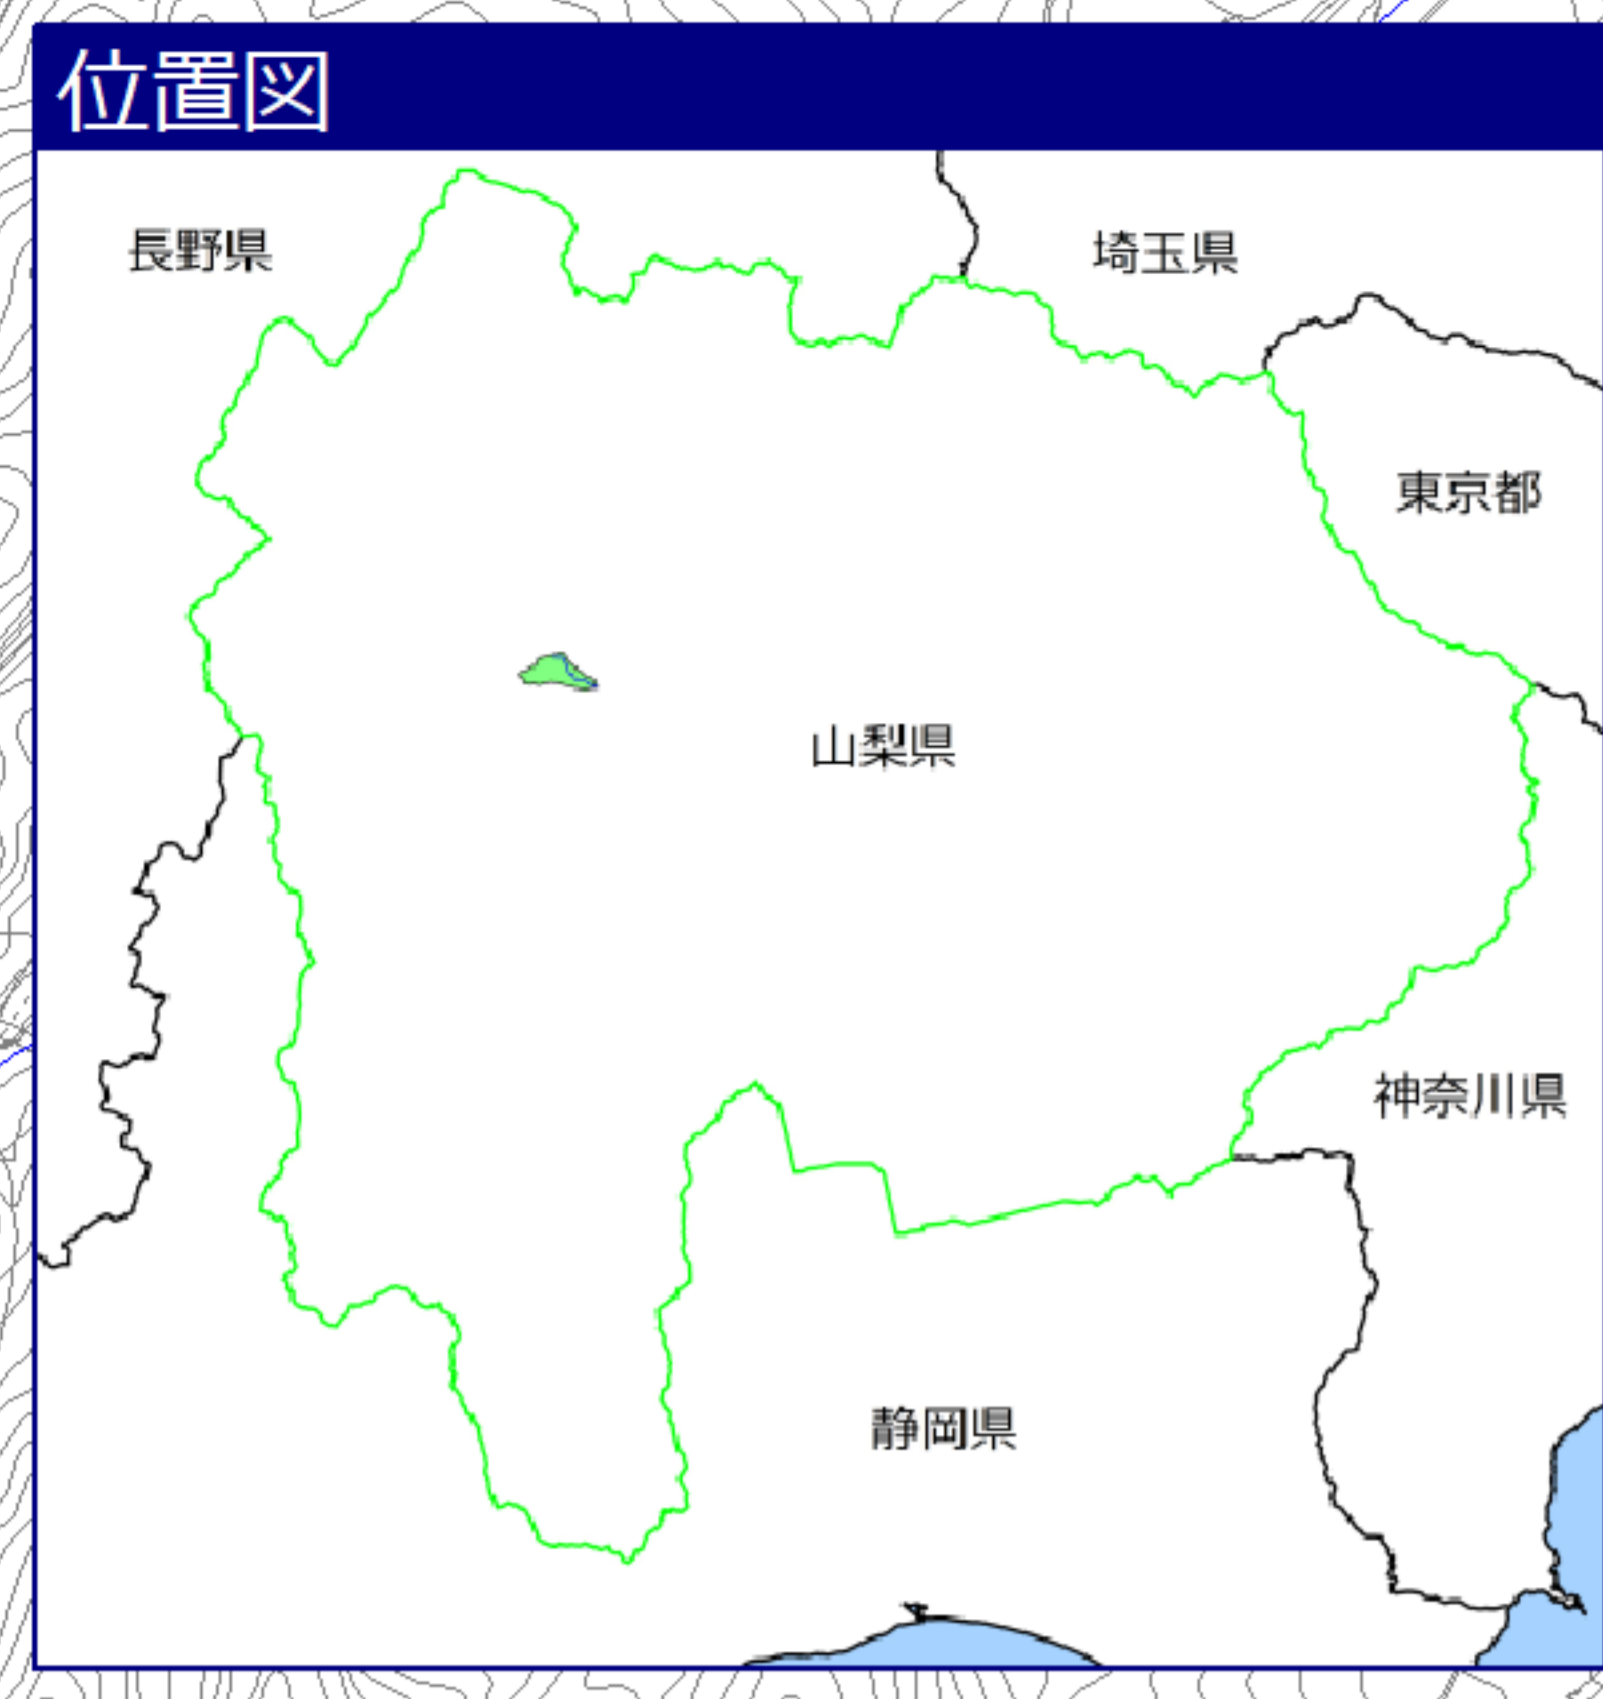 位置図
長野県
埼玉県
東京都
山梨県
神奈川県
静岡県